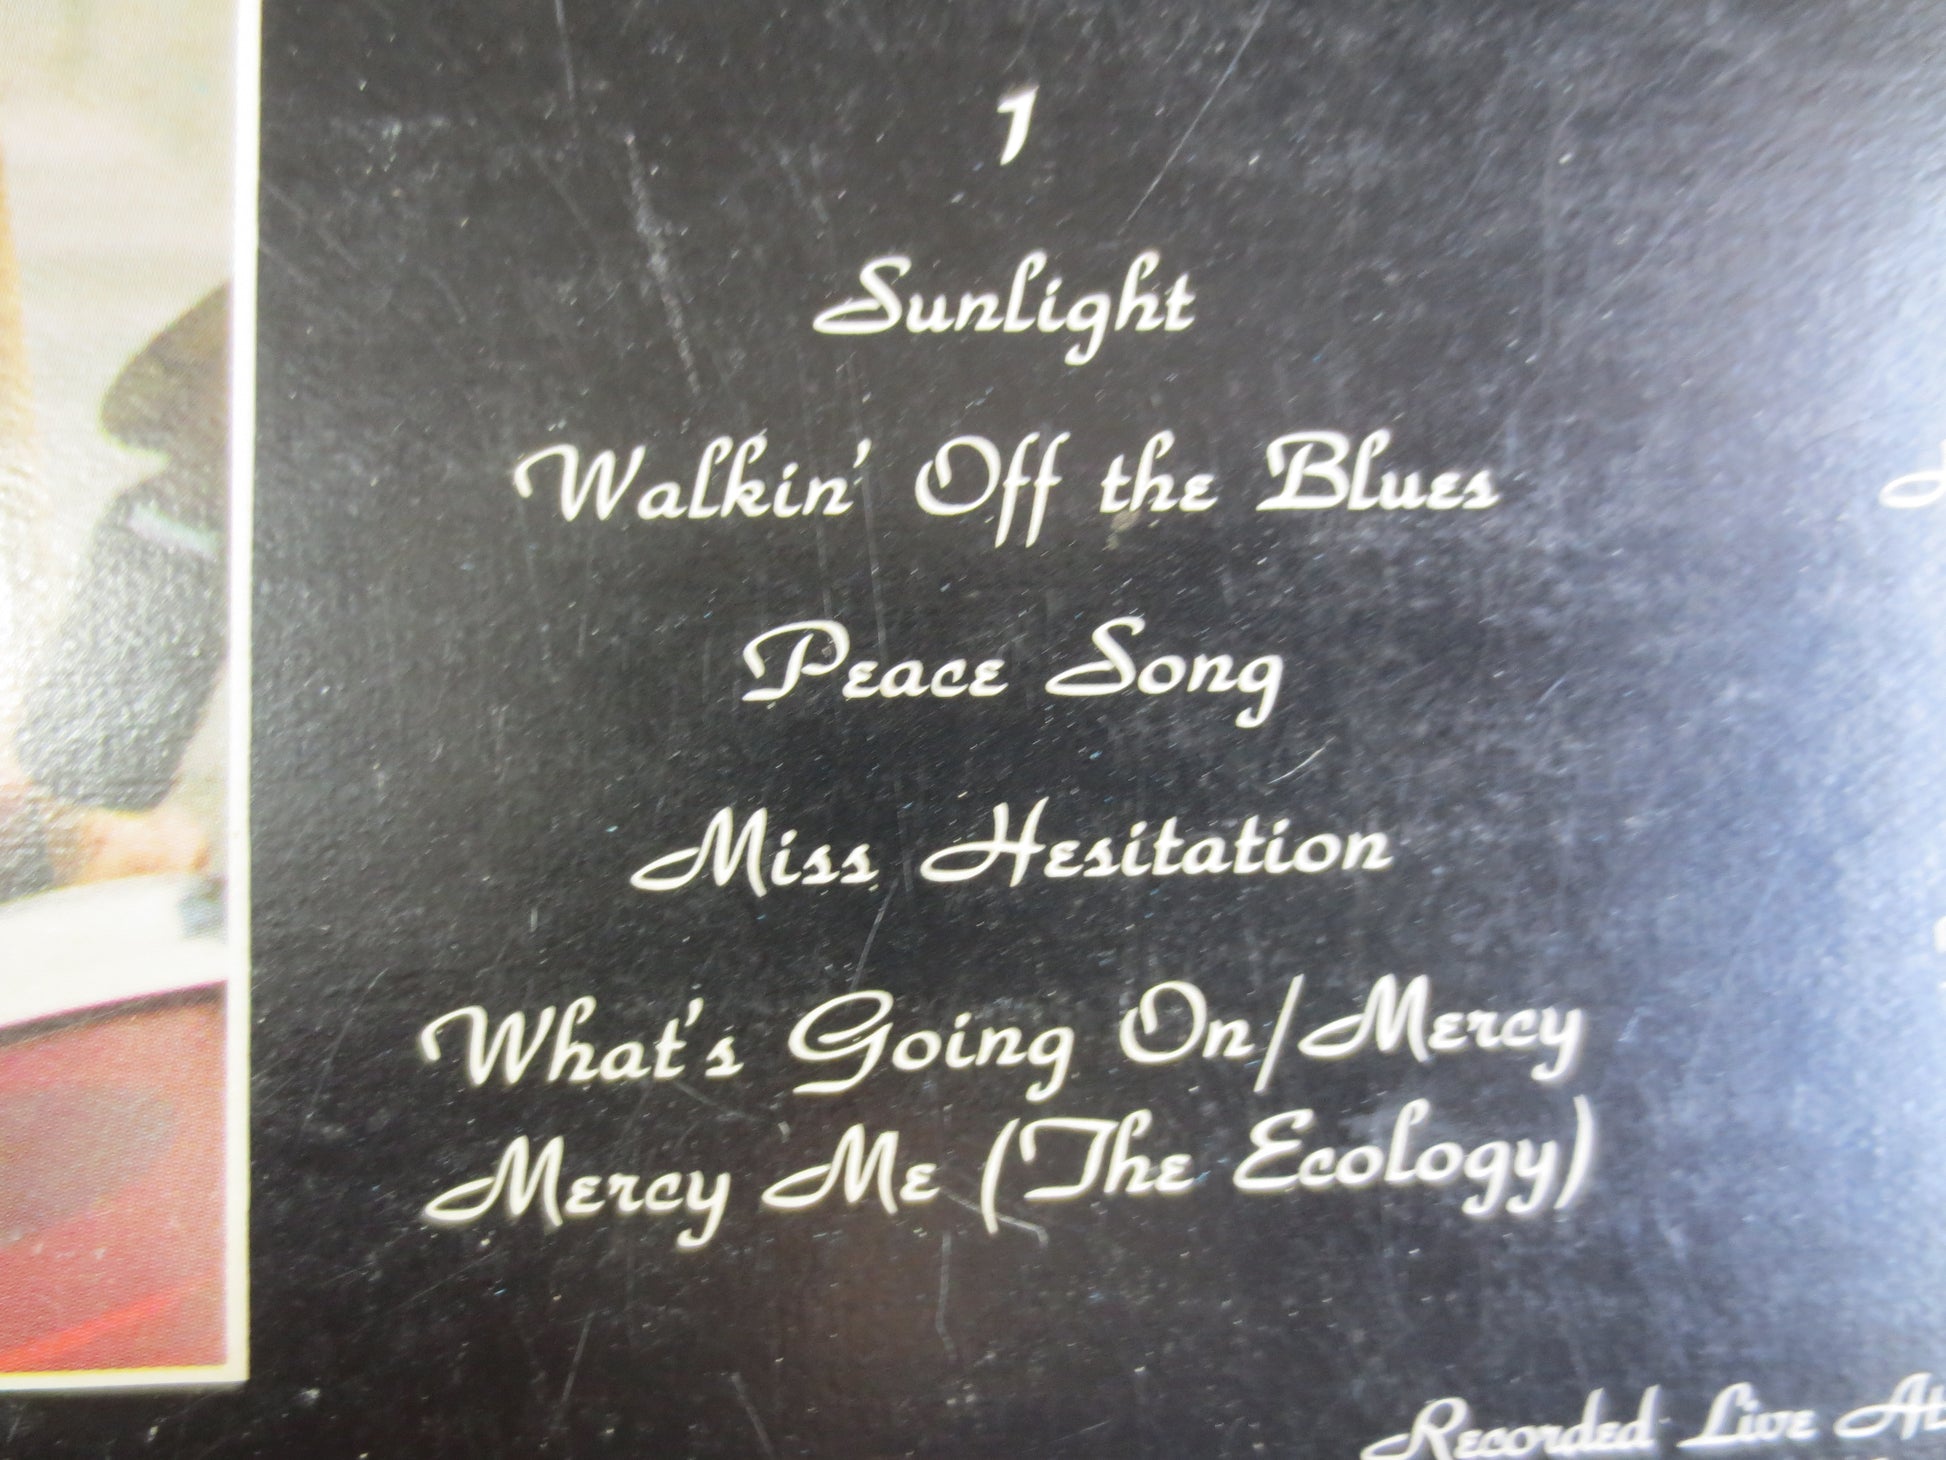 1
Sunlight
Walkin' Off the Blues
Peace Song
Miss Hesitation
What's Going On/Mercy
Mercy Me (The Ecology)
Recorded Live At